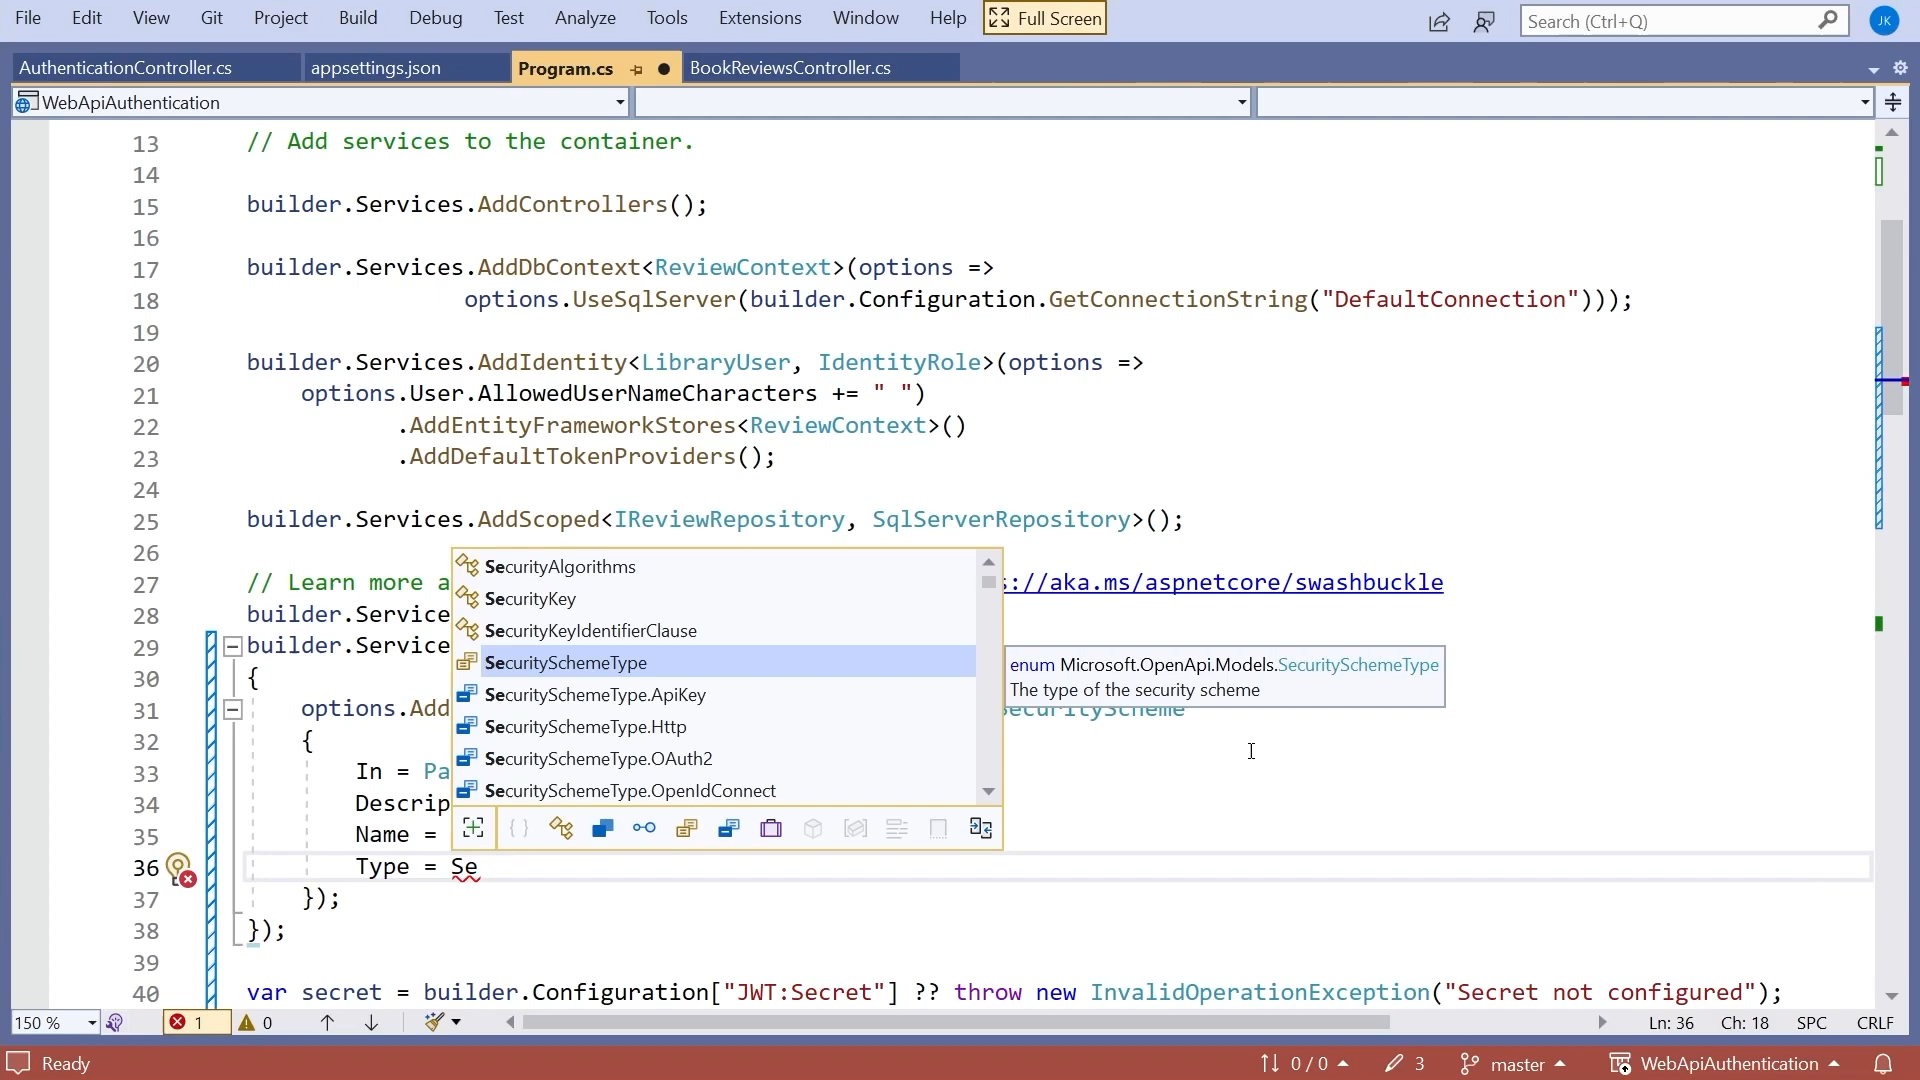 File Edit View Git Project Build Debug Test Analyze Tools Extensions Window Help Full Screen Search (Ctrl+Q) JK
AuthenticationController.cs appsettings.json Program.cs BookReviewsController.cs
WebApiAuthentication
13 // Add services to the container.
14
15 builder.Services.AddControllers();
16
17 builder.Services.AddDbContext<ReviewContext>(options =>
18 options.UseSqlServer(builder.Configuration.GetConnectionString("DefaultConnection")));
19
20 builder.Services.AddIdentity<LibraryUser, IdentityRole>(options =>
21 options.User.AllowedUserNameCharacters += " ")
22 .AddEntityFrameworkStores<ReviewContext>()
23 .AddDefaultTokenProviders();
24
25 builder.Services.AddScoped<IReviewRepository, SqlServerRepository>();
26
27 // Learn more a s://aka.ms/aspnetcore/swashbuckle
28 builder.Service
29 builder.Service
30 {
31 options.Add SecurityScheme
32 {
33 In = Pa
34 Descrip
35 Name =
36 Type = Se
37 });
38 });
39
40 var secret = builder.Configuration["JWT:Secret"] ?? throw new InvalidOperationException("Secret not configured");
SecurityAlgorithms
SecurityKey
SecurityKeyIdentifierClause
SecuritySchemeType
SecuritySchemeType.ApiKey
SecuritySchemeType.Http
SecuritySchemeType.OAuth2
SecuritySchemeType.OpenIdConnect
enum Microsoft.OpenApi.Models.SecuritySchemeType
The type of the security scheme
150 % 1 0 Ln: 36 Ch: 18 SPC CRLF
Ready 0 / 0 3 master WebApiAuthentication